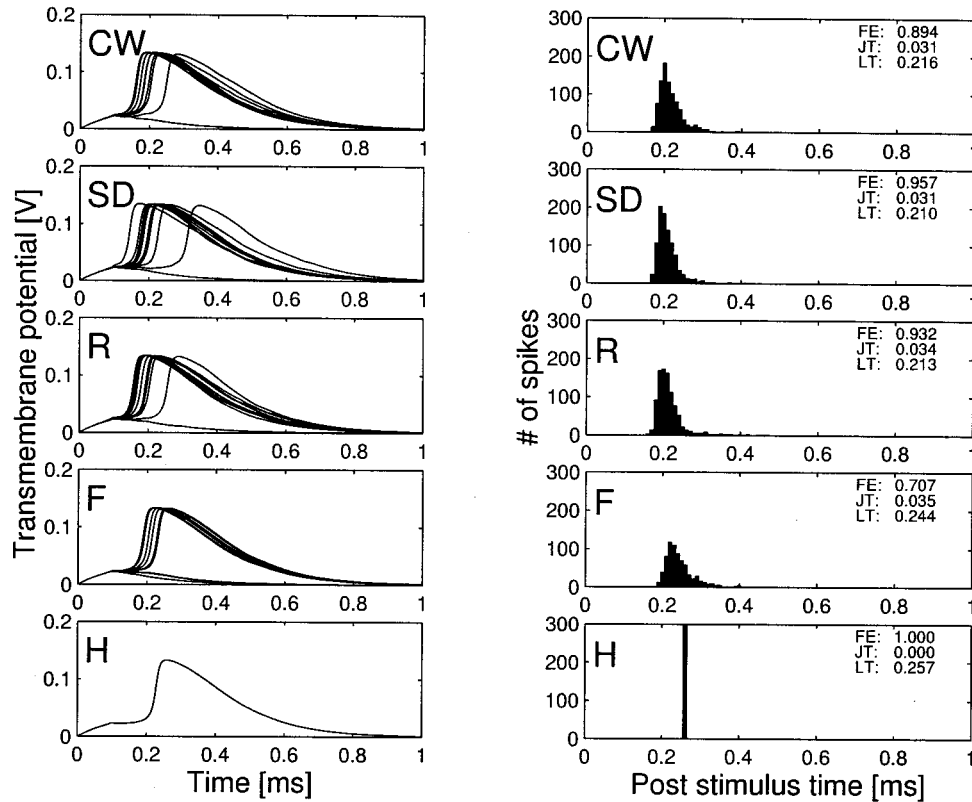 Transmembrane potential [V]
0.2
0.1
0
CW
0 0.2 0.4 0.6 0.8 1
0.2
0.1
0
SD
0 0.2 0.4 0.6 0.8 1
0.2
0.1
0
R
0 0.2 0.4 0.6 0.8 1
0.2
0.1
0
F
0 0.2 0.4 0.6 0.8 1
0.2
0.1
0
H
0 0.2 0.4 0.6 0.8 1
Time [ms]
# of spikes
300
200
100
0
CW
FE: 0.894
JT: 0.031
LT: 0.216
0 0.2 0.4 0.6 0.8 1
300
200
100
0
SD
FE: 0.957
JT: 0.031
LT: 0.210
0 0.2 0.4 0.6 0.8 1
300
200
100
0
R
FE: 0.932
JT: 0.034
LT: 0.213
0 0.2 0.4 0.6 0.8 1
300
200
100
0
F
FE: 0.707
JT: 0.035
LT: 0.244
0 0.2 0.4 0.6 0.8 1
300
200
100
0
H
FE: 1.000
JT: 0.000
LT: 0.257
0 0.2 0.4 0.6 0.8 1
Post stimulus time [ms]